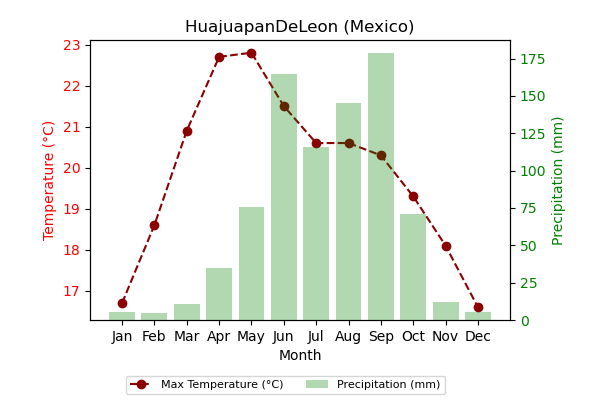 HuajuapanDeLeon (Mexico)
23
22
21
20
19
18
17
Temperature (°C)
175
150
125
100
75
50
25
0
Precipitation (mm)
Jan Feb Mar Apr May Jun Jul Aug Sep Oct Nov Dec
Month
Max Temperature (°C) Precipitation (mm)